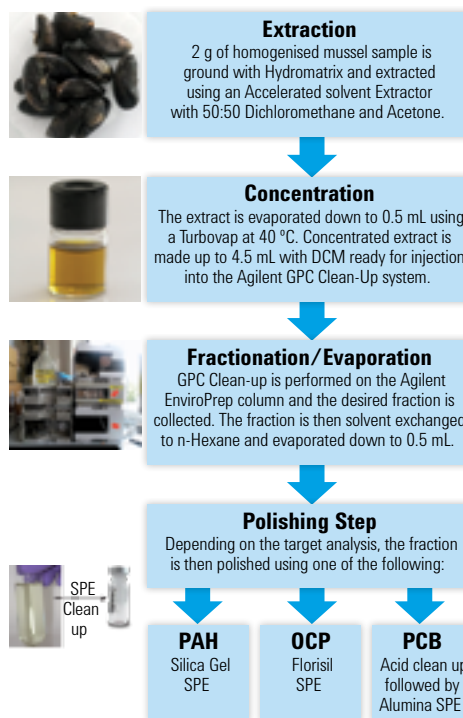 Extraction
2 g of homogenised mussel sample is
ground with Hydromatrix and extracted
using an Accelerated solvent Extractor
with 50:50 Dichloromethane and Acetone.
Concentration
The extract is evaporated down to 0.5 mL using
a Turbovap at 40 ºC. Concentrated extract is
made up to 4.5 mL with DCM ready for injection
into the Agilent GPC Clean-Up system.
Fractionation/Evaporation
GPC Clean-up is performed on the Agilent
EnviroPrep column and the desired fraction is
collected. The fraction is then solvent exchanged
to n-Hexane and evaporated down to 0.5 mL.
Polishing Step
Depending on the target analysis, the fraction
is then polished using one of the following:
SPE
Clean
up
PAH
Silica Gel
SPE
OCP
Florisil
SPE
PCB
Acid clean up
followed by
Alumina SPE